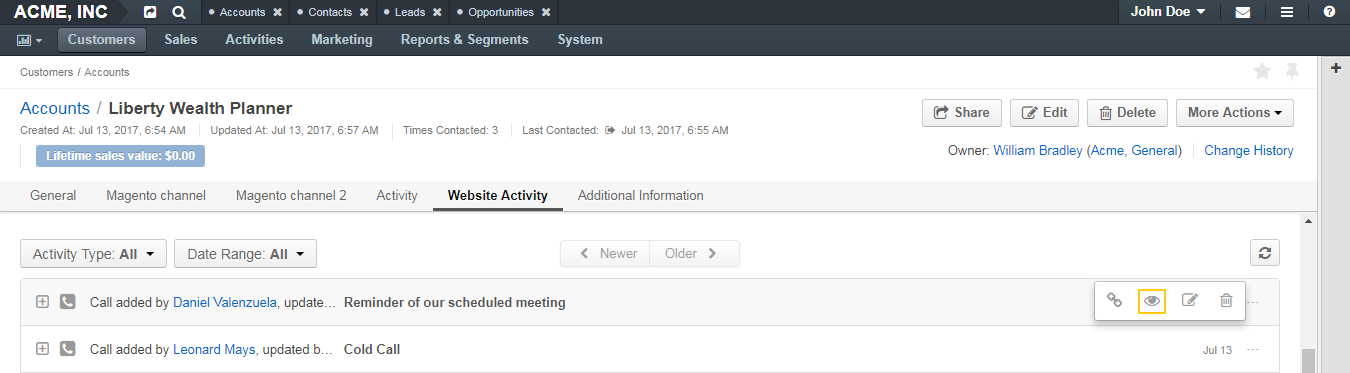 ACME, INC Accounts Contacts Leads Opportunities John Doe
Customers Sales Activities Marketing Reports & Segments System
Customers / Accounts
Accounts / Liberty Wealth Planner Share Edit Delete More Actions
Created At: Jul 13, 2017, 6:54 AM Updated At: Jul 13, 2017, 6:57 AM Times Contacted: 3 Last Contacted: Jul 13, 2017, 6:55 AM
Lifetime sales value: $0.00 Owner: William Bradley (Acme, General) Change History
General Magento channel Magento channel 2 Activity Website Activity Additional Information
Activity Type: All Date Range: All Newer Older
Call added by Daniel Valenzuela, update... Reminder of our scheduled meeting ...
Call added by Leonard Mays, updated b... Cold Call Jul 13 ...